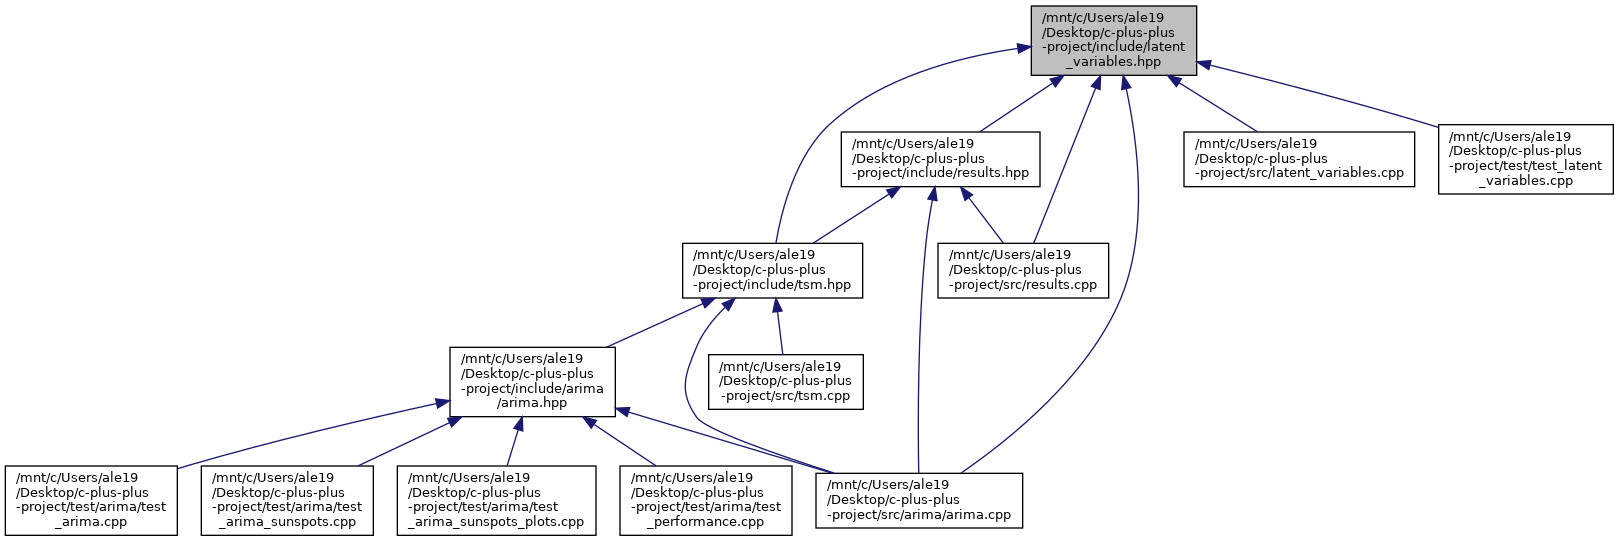 /mnt/c/Users/ale19
/Desktop/c-plus-plus
-project/include/latent
_variables.hpp
/mnt/c/Users/ale19
/Desktop/c-plus-plus
-project/include/results.hpp
/mnt/c/Users/ale19
/Desktop/c-plus-plus
-project/src/latent_variables.cpp
/mnt/c/Users/ale19
/Desktop/c-plus-plus
-project/test/test_latent
_variables.cpp
/mnt/c/Users/ale19
/Desktop/c-plus-plus
-project/include/tsm.hpp
/mnt/c/Users/ale19
/Desktop/c-plus-plus
-project/src/results.cpp
/mnt/c/Users/ale19
/Desktop/c-plus-plus
-project/include/arima
/arima.hpp
/mnt/c/Users/ale19
/Desktop/c-plus-plus
-project/src/tsm.cpp
/mnt/c/Users/ale19
/Desktop/c-plus-plus
-project/test/arima/test
_arima.cpp
/mnt/c/Users/ale19
/Desktop/c-plus-plus
-project/test/arima/test
_arima_sunspots.cpp
/mnt/c/Users/ale19
/Desktop/c-plus-plus
-project/test/arima/test
_arima_sunspots_plots.cpp
/mnt/c/Users/ale19
/Desktop/c-plus-plus
-project/test/arima/test
_performance.cpp
/mnt/c/Users/ale19
/Desktop/c-plus-plus
-project/src/arima/arima.cpp